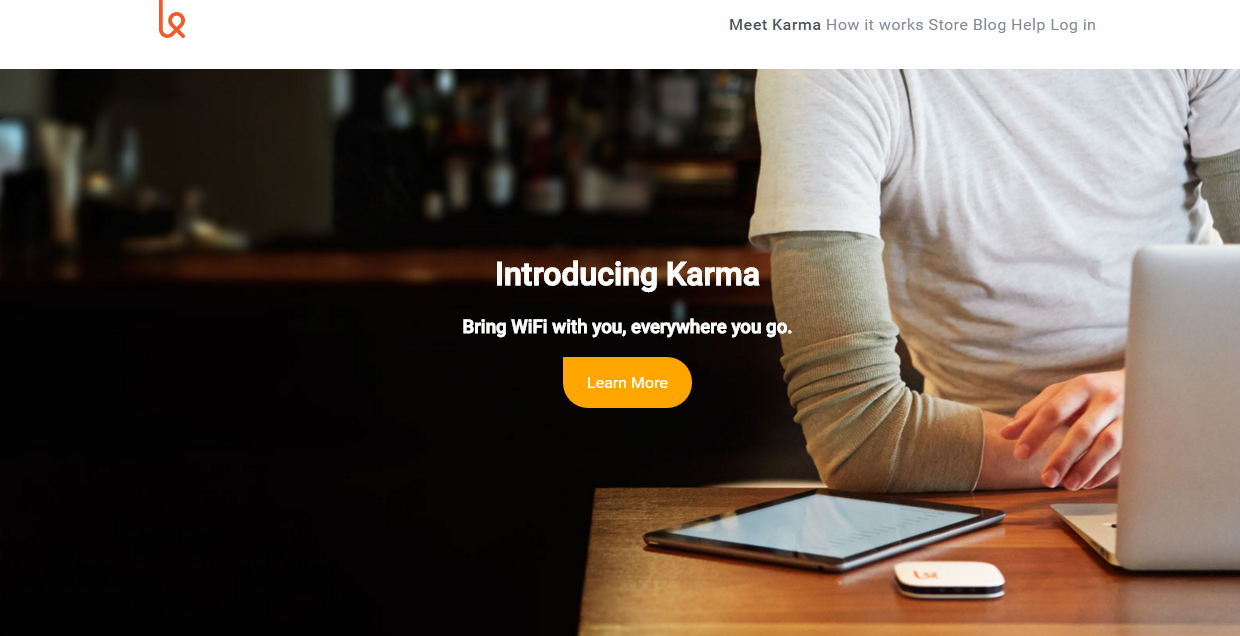 Meet Karma How it works Store Blog Help Log in
Introducing Karma
Bring WiFi with you, everywhere you go.
Learn More